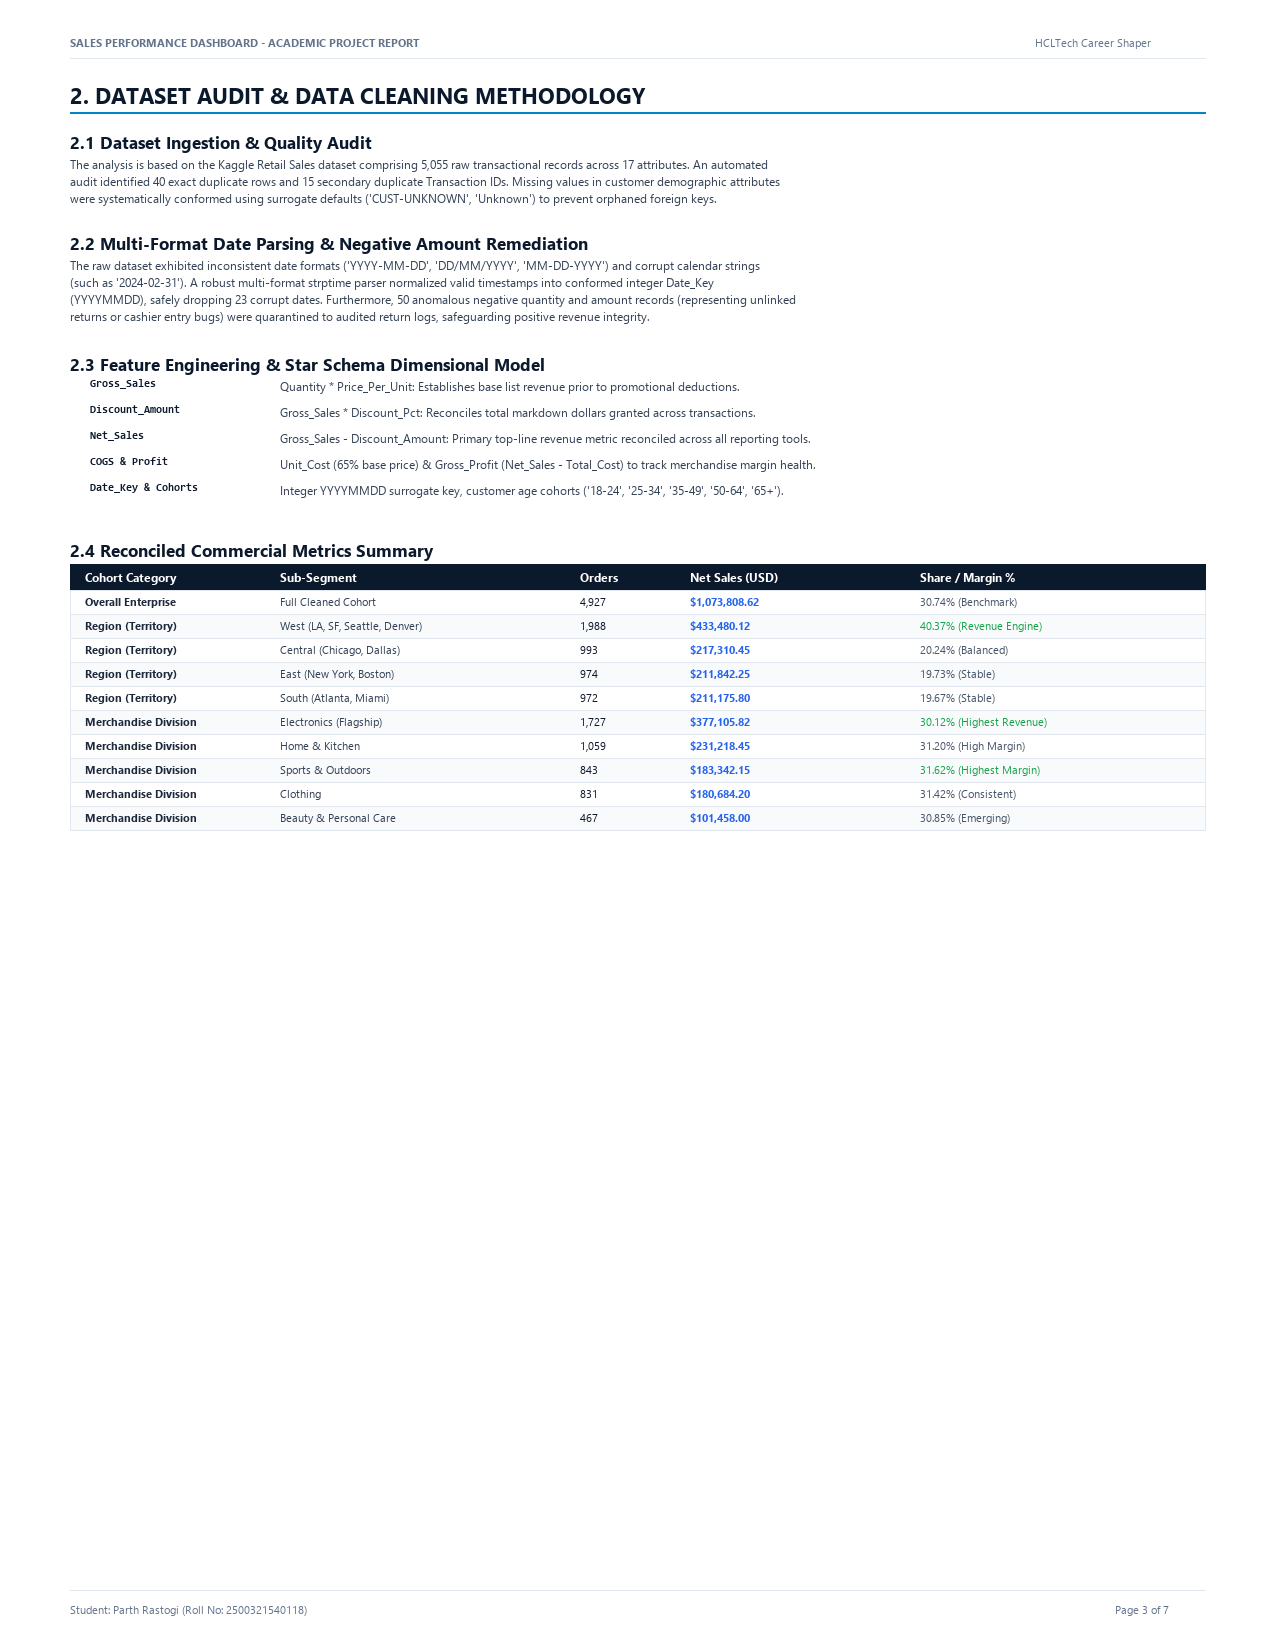 SALES PERFORMANCE DASHBOARD - ACADEMIC PROJECT REPORT HCLTech Career Shaper
2. DATASET AUDIT & DATA CLEANING METHODOLOGY
2.1 Dataset Ingestion & Quality Audit
The analysis is based on the Kaggle Retail Sales dataset comprising 5,055 raw transactional records across 17 attributes. An automated
audit identified 40 exact duplicate rows and 15 secondary duplicate Transaction IDs. Missing values in customer demographic attributes
were systematically conformed using surrogate defaults ('CUST-UNKNOWN', 'Unknown') to prevent orphaned foreign keys.
2.2 Multi-Format Date Parsing & Negative Amount Remediation
The raw dataset exhibited inconsistent date formats ('YYYY-MM-DD', 'DD/MM/YYYY', 'MM-DD-YYYY') and corrupt calendar strings
(such as '2024-02-31'). A robust multi-format strptime parser normalized valid timestamps into conformed integer Date_Key
(YYYYMMDD), safely dropping 23 corrupt dates. Furthermore, 50 anomalous negative quantity and amount records (representing unlinked
returns or cashier entry bugs) were quarantined to audited return logs, safeguarding positive revenue integrity.
2.3 Feature Engineering & Star Schema Dimensional Model
Gross_Sales Quantity * Price_Per_Unit: Establishes base list revenue prior to promotional deductions.
Discount_Amount Gross_Sales * Discount_Pct: Reconciles total markdown dollars granted across transactions.
Net_Sales Gross_Sales - Discount_Amount: Primary top-line revenue metric reconciled across all reporting tools.
COGS & Profit Unit_Cost (65% base price) & Gross_Profit (Net_Sales - Total_Cost) to track merchandise margin health.
Date_Key & Cohorts Integer YYYYMMDD surrogate key, customer age cohorts ('18-24', '25-34', '35-49', '50-64', '65+').
2.4 Reconciled Commercial Metrics Summary
Cohort Category Sub-Segment Orders Net Sales (USD) Share / Margin %
Overall Enterprise Full Cleaned Cohort 4,927 $1,073,808.62 30.74% (Benchmark)
Region (Territory) West (LA, SF, Seattle, Denver) 1,988 $433,480.12 40.37% (Revenue Engine)
Region (Territory) Central (Chicago, Dallas) 993 $217,310.45 20.24% (Balanced)
Region (Territory) East (New York, Boston) 974 $211,842.25 19.73% (Stable)
Region (Territory) South (Atlanta, Miami) 972 $211,175.80 19.67% (Stable)
Merchandise Division Electronics (Flagship) 1,727 $377,105.82 30.12% (Highest Revenue)
Merchandise Division Home & Kitchen 1,059 $231,218.45 31.20% (High Margin)
Merchandise Division Sports & Outdoors 843 $183,342.15 31.62% (Highest Margin)
Merchandise Division Clothing 831 $180,684.20 31.42% (Consistent)
Merchandise Division Beauty & Personal Care 467 $101,458.00 30.85% (Emerging)
Student: Parth Rastogi (Roll No: 2500321540118) Page 3 of 7